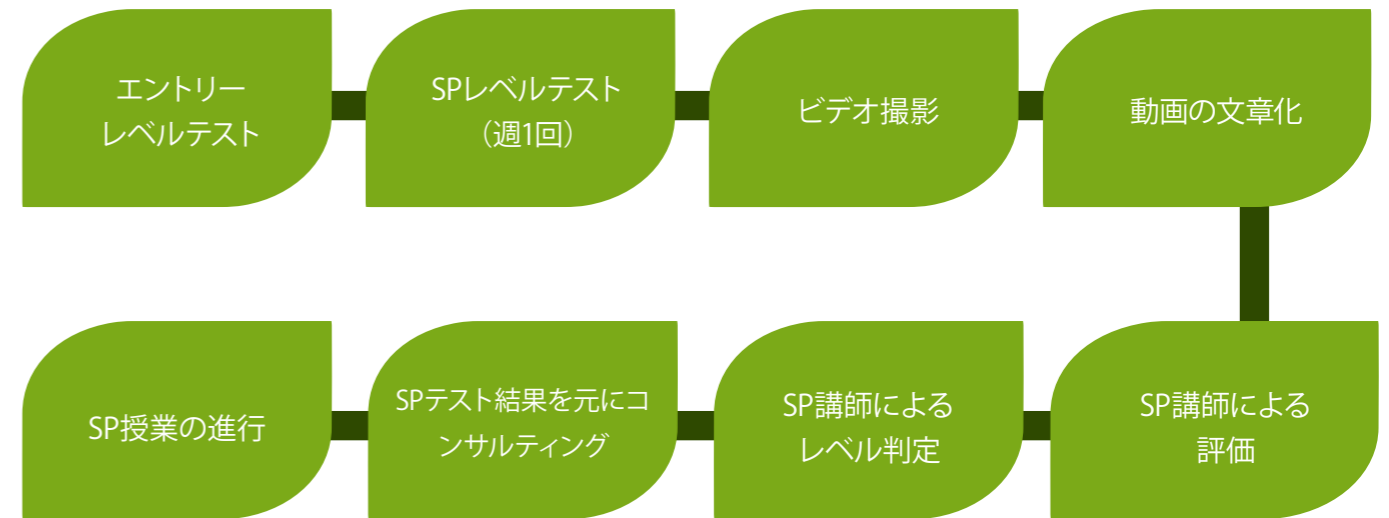 エントリー
レベルテスト
SPレベルテスト
（週1回）
ビデオ撮影
動画の文章化
SP講師による
評価
SP講師による
レベル判定
SPテスト結果を元にコ
ンサルティング
SP授業の進行